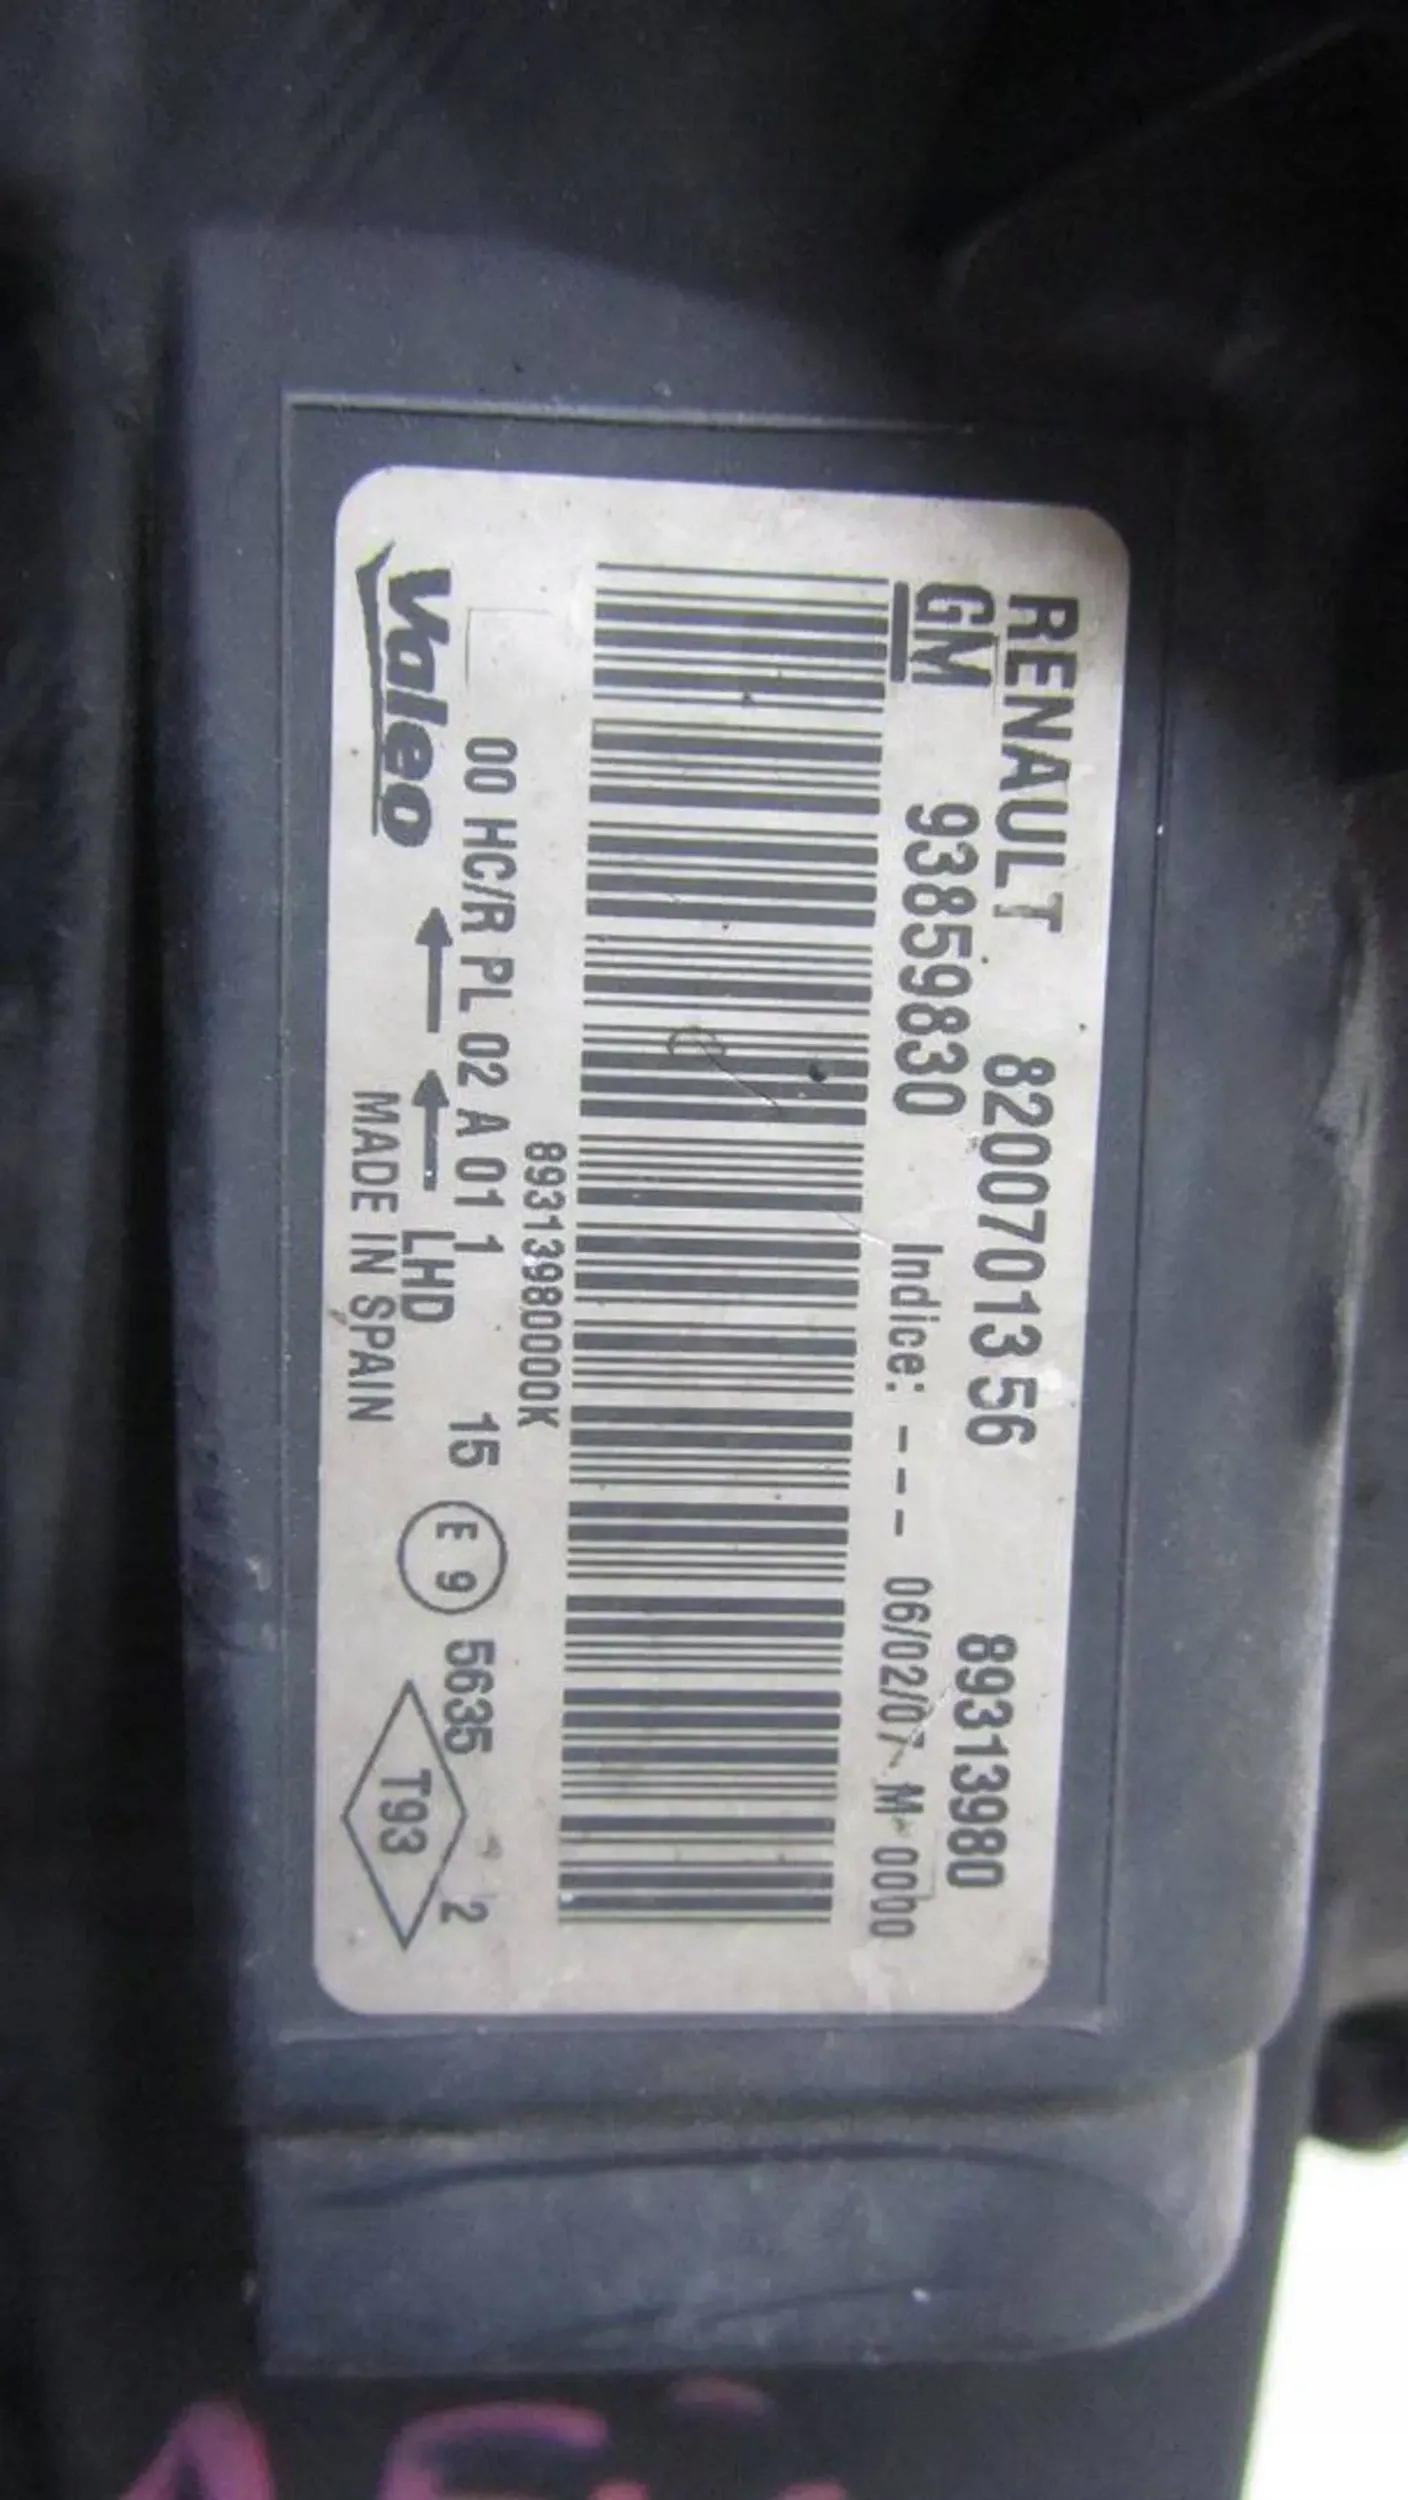 RENAULT 8200701356 89313980
GM 93859830 Indice: --- 06/02/07 M 0000
89313980000K
00 HC/R PL 02 A 01 1 15 E 9 5635 2
Valeo LHD T93
MADE IN SPAIN